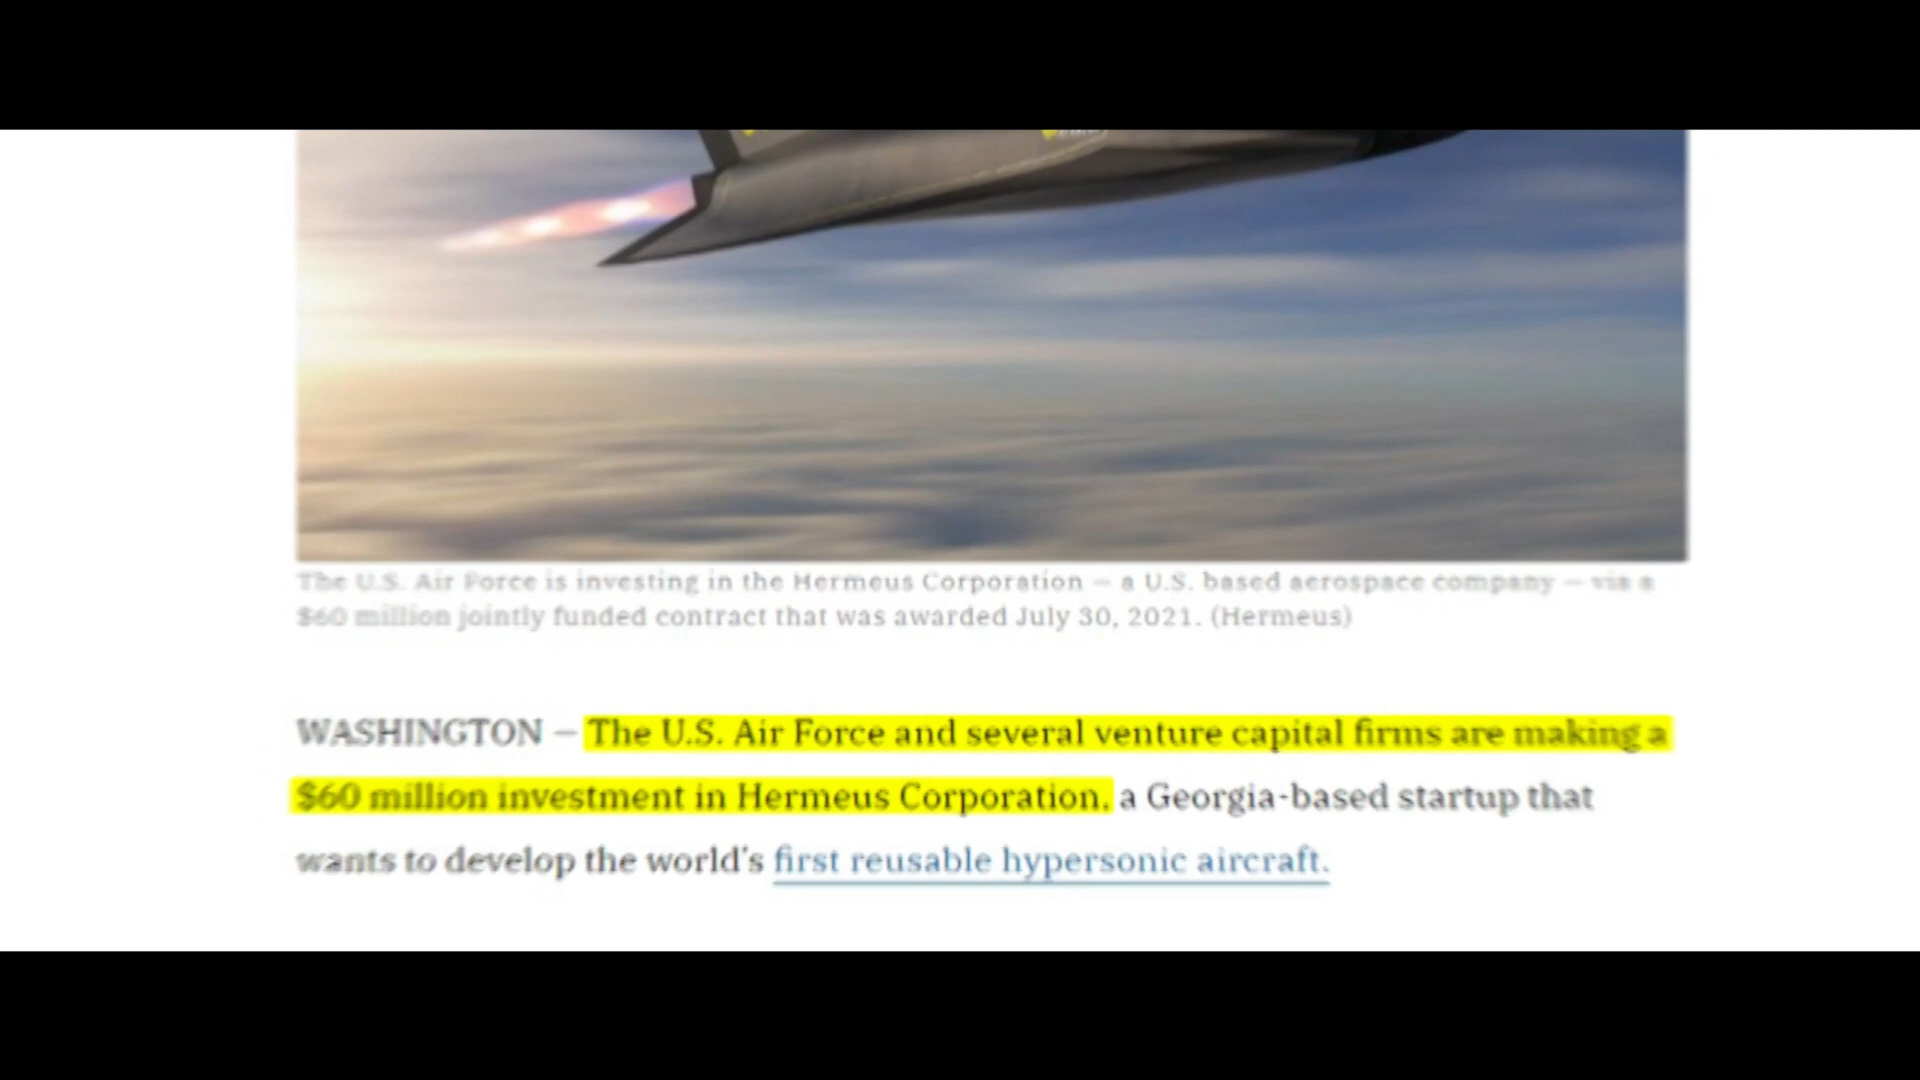 The U.S. Air Force is investing in the Hermeus Corporation — a U.S. based aerospace company — via a
$60 million jointly funded contract that was awarded July 30, 2021. (Hermeus)
WASHINGTON — The U.S. Air Force and several venture capital firms are making a
$60 million investment in Hermeus Corporation, a Georgia-based startup that
wants to develop the world's first reusable hypersonic aircraft.